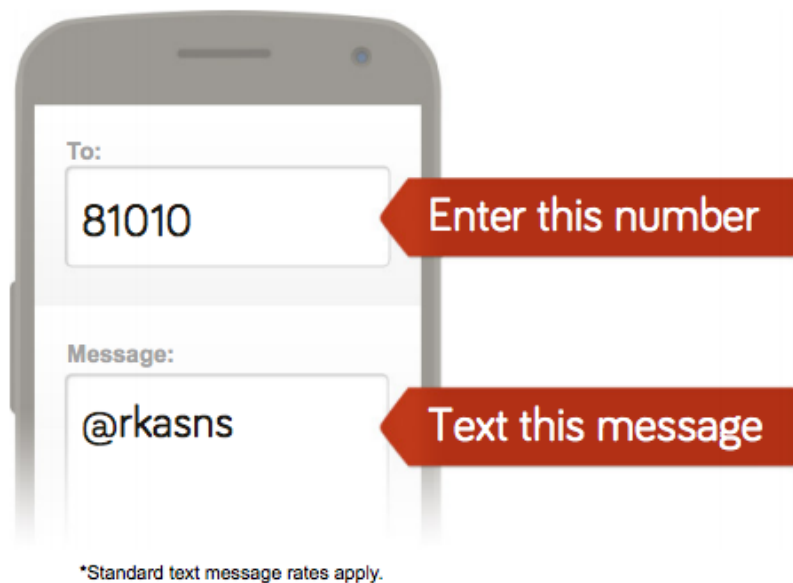 To:
81010
Enter this number
Message:
@rkasns
Text this message
*Standard text message rates apply.